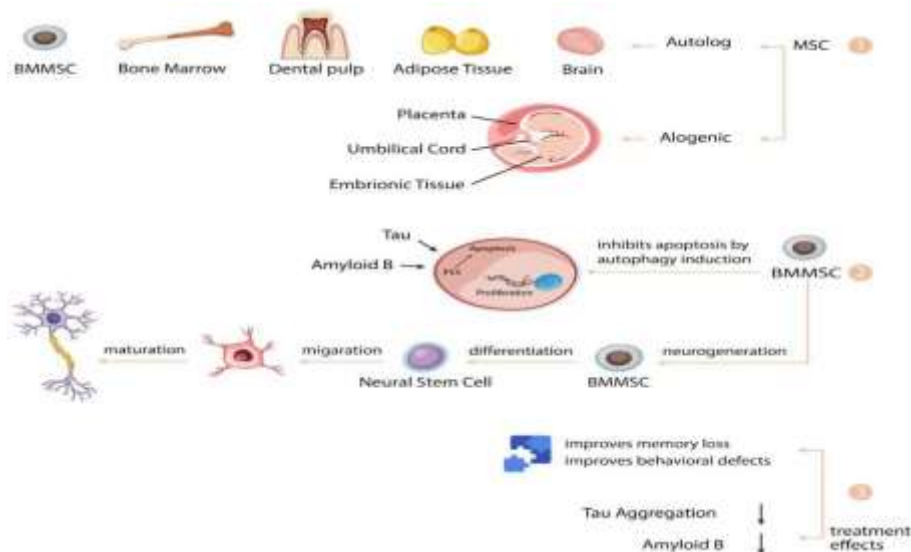 Autolog
MSC
1
BMMSC
Bone Marrow
Dental pulp
Adipose Tissue
Brain
Placenta
Umbilical Cord
Embrionic Tissue
Alogenic
Tau
Amyloid B
Apoptosis
Proliferation
inhibits apoptosis by
autophagy induction
BMMSC
2
maturation
migaration
differentiation
neurogeneration
Neural Stem Cell
BMMSC
improves memory loss
improves behavioral defects
3
Tau Aggregation
Amyloid B
treatment
effects